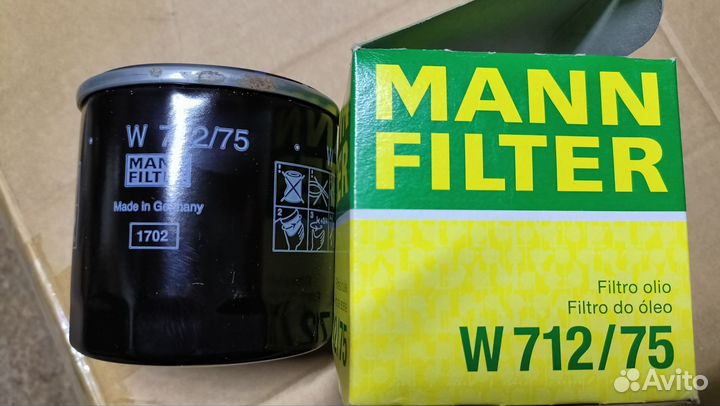 W 712/75
MANN
FILTER
Made in Germany
1702
MANN
FILTER
Filtro olio
Filtro do óleo
W 712/75
Avito